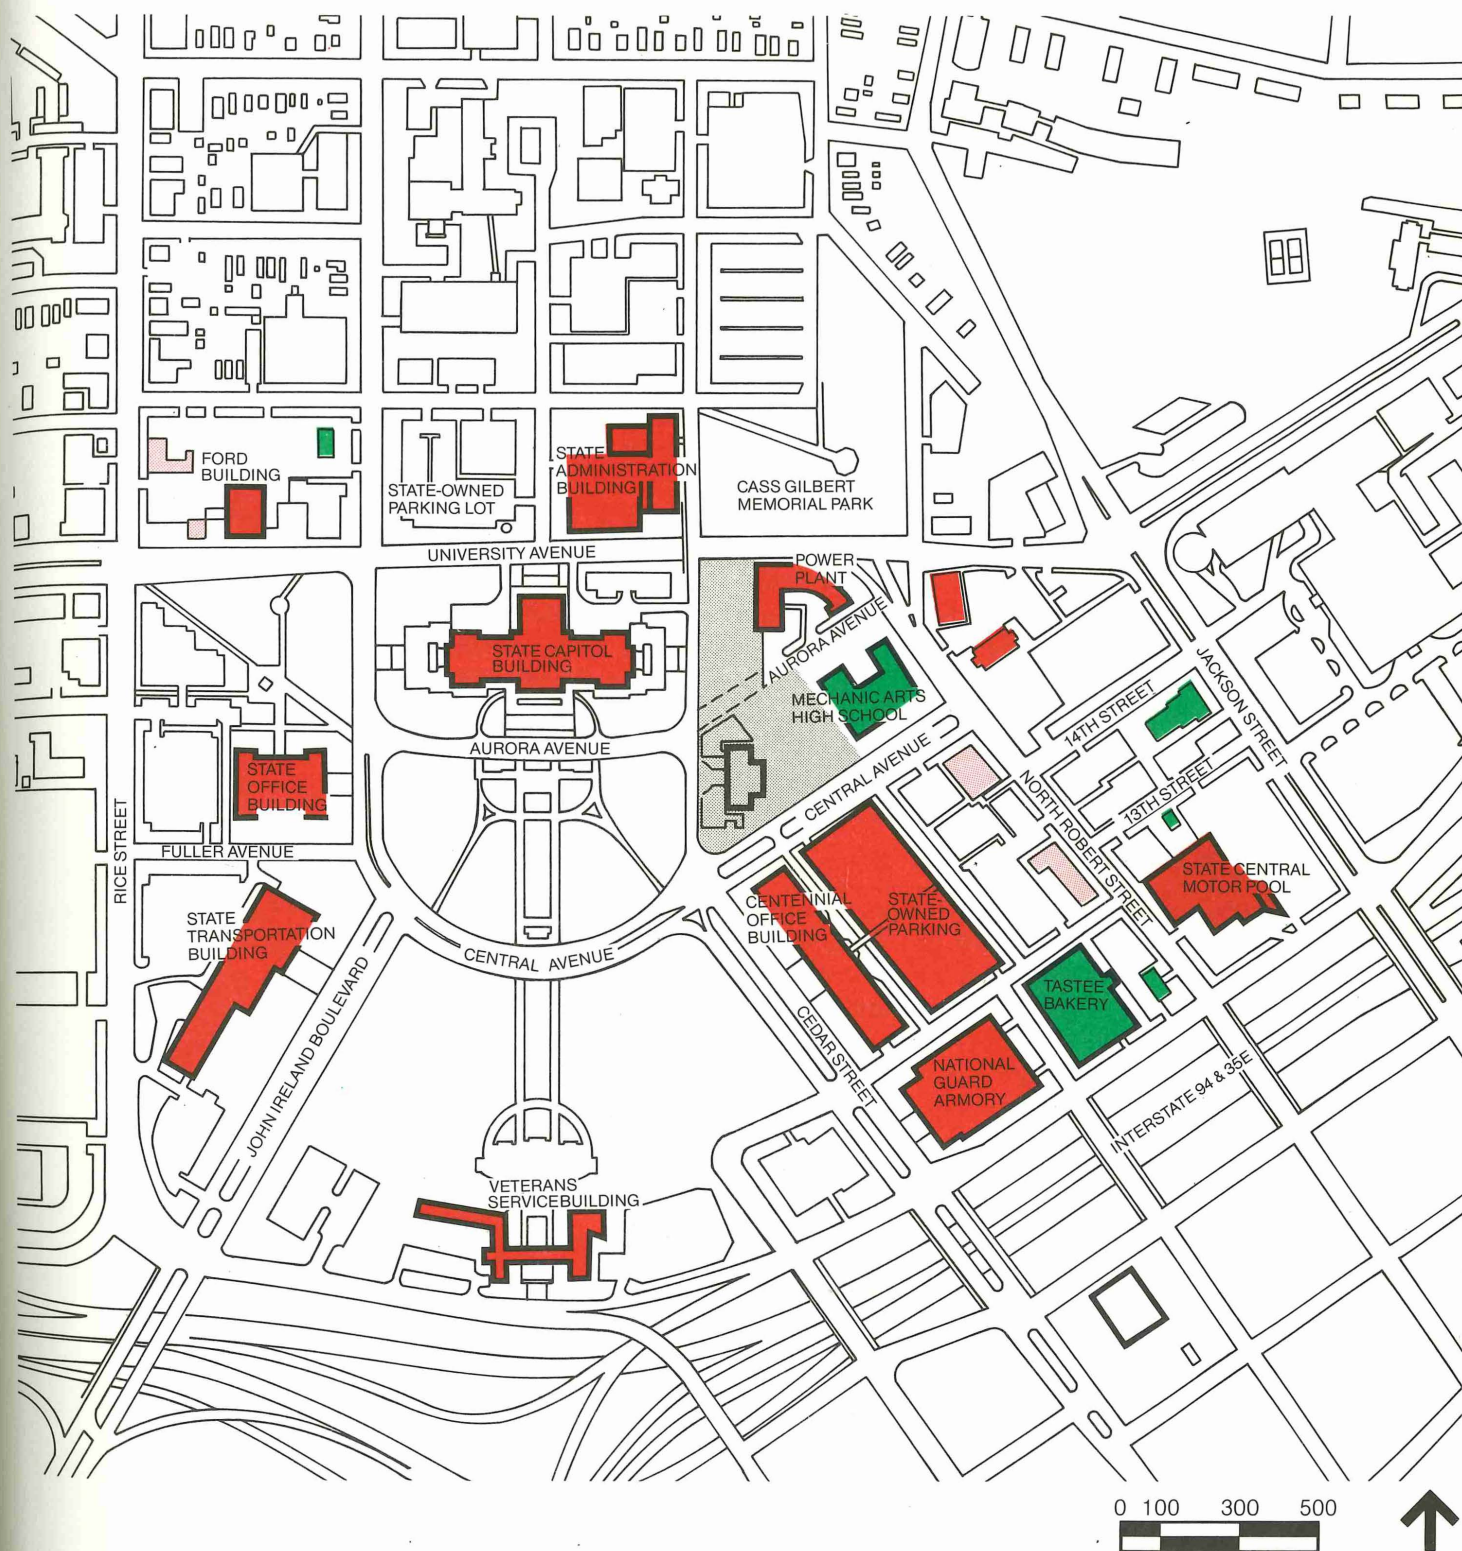 FORD
BUILDING
STATE-OWNED
PARKING LOT
STATE
ADMINISTRATION
BUILDING
CASS GILBERT
MEMORIAL PARK
UNIVERSITY AVENUE
POWER
PLANT
AURORA AVENUE
STATE CAPITOL
BUILDING
MECHANIC ARTS
HIGH SCHOOL
JACKSON STREET
14TH STREET
AURORA AVENUE
CENTRAL AVENUE
STATE
OFFICE
BUILDING
13TH STREET
NORTH ROBERT STREET
RICE STREET
FULLER AVENUE
STATE CENTRAL
MOTOR POOL
STATE
TRANSPORTATION
BUILDING
CENTENNIAL
OFFICE
BUILDING
STATE-
OWNED
PARKING
CENTRAL AVENUE
JOHN IRELAND BOULEVARD
TASTEE
BAKERY
CEDAR STREET
NATIONAL
GUARD
ARMORY
INTERSTATE 94 & 35E
VETERANS
SERVICEBUILDING
0 100 300 500